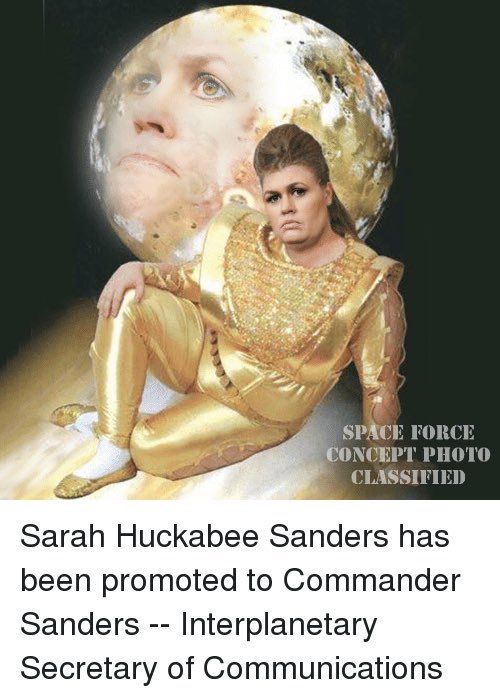 SPACE FORCE
CONCEPT PHOTO
CLASSIFIED
Sarah Huckabee Sanders has
been promoted to Commander
Sanders -- Interplanetary
Secretary of Communications